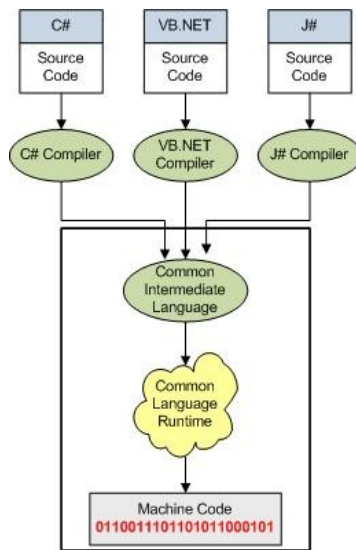 C#
VB.NET
J#
Source
Code
Source
Code
Source
Code
C# Compiler
VB.NET
Compiler
J# Compiler
Common
Intermediate
Language
Common
Language
Runtime
Machine Code
0110011101101011000101